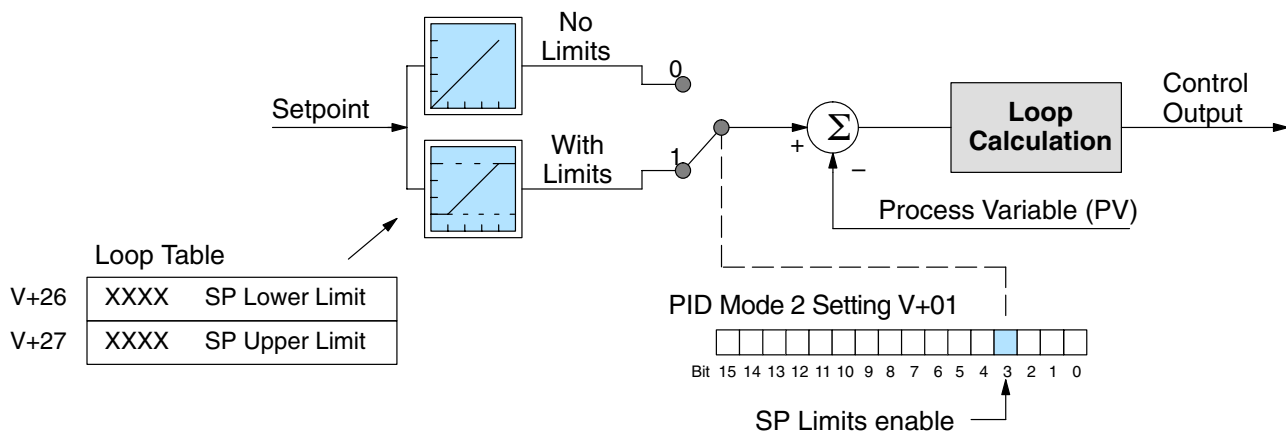 No
Limits
0
Setpoint
With
Limits
1
+
Σ
−
Loop
Calculation
Control
Output
Process Variable (PV)
Loop Table
V+26 XXXX SP Lower Limit
V+27 XXXX SP Upper Limit
PID Mode 2 Setting V+01
Bit 15 14 13 12 11 10 9 8 7 6 5 4 3 2 1 0
SP Limits enable